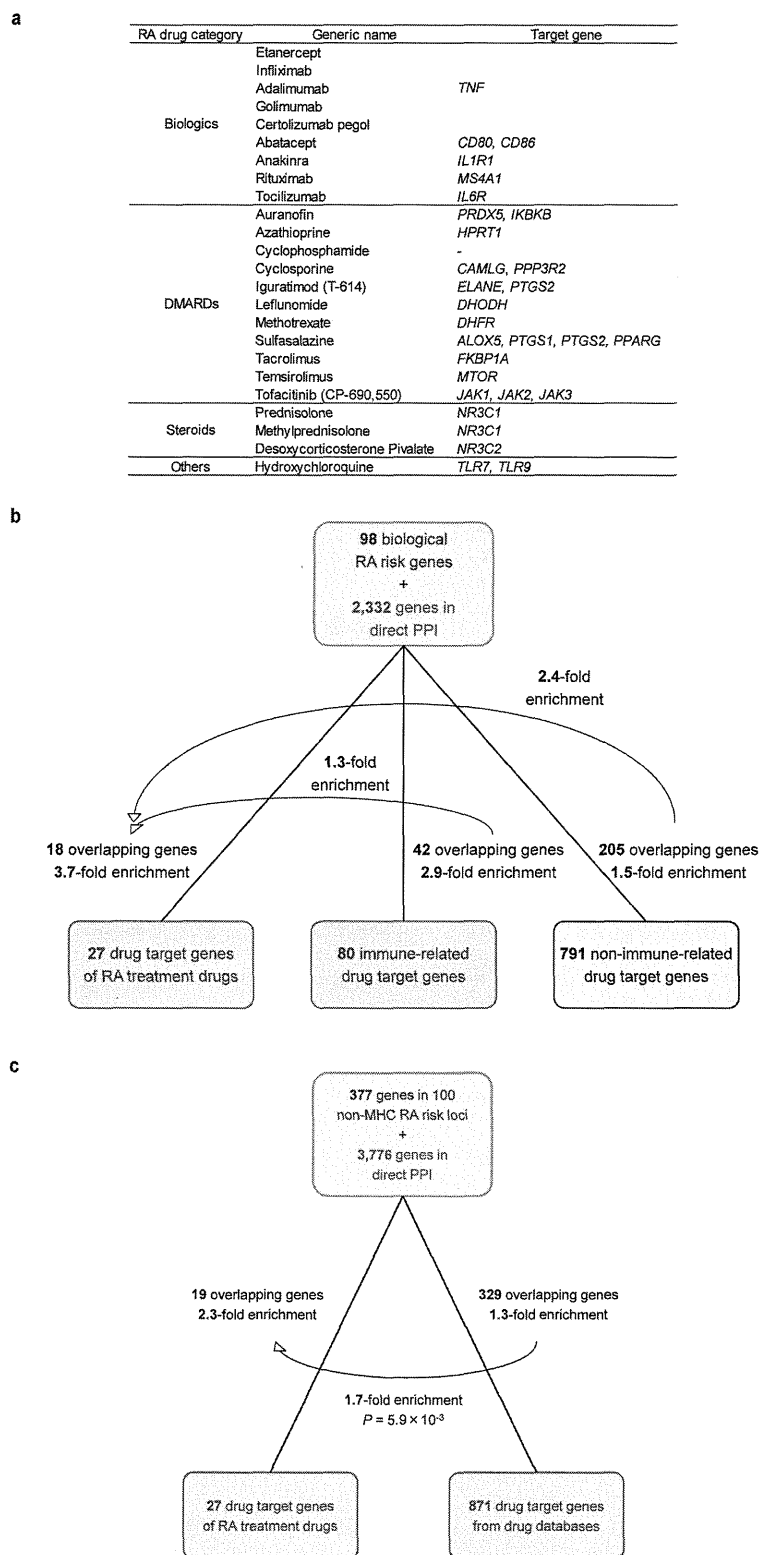 a
RA drug category Generic name Target gene
Etanercept
Infliximab
Adalimumab TNF
Golimumab
Biologics Certolizumab pegol
Abatacept CD80, CD86
Anakinra IL1R1
Rituximab MS4A1
Tocilizumab IL6R
Auranofin PRDX5, IKBKB
Azathioprine HPRT1
Cyclophosphamide -
Cyclosporine CAMLG, PPP3R2
Iguratimod (T-614) ELANE, PTGS2
DMARDs Leflunomide DHODH
Methotrexate DHFR
Sulfasalazine ALOX5, PTGS1, PTGS2, PPARG
Tacrolimus FKBP1A
Temsirolimus MTOR
Tofacitinib (CP-690,550) JAK1, JAK2, JAK3
Prednisolone NR3C1
Steroids Methylprednisolone NR3C1
Desoxycorticosterone Pivalate NR3C2
Others Hydroxychloroquine TLR7, TLR9
b
98 biological
RA risk genes
+
2,332 genes in
direct PPI
2.4-fold
enrichment
1.3-fold
enrichment
18 overlapping genes
3.7-fold enrichment
42 overlapping genes
2.9-fold enrichment
205 overlapping genes
1.5-fold enrichment
27 drug target genes
of RA treatment drugs
80 immune-related
drug target genes
791 non-immune-related
drug target genes
c
377 genes in 100
non-MHC RA risk loci
+
3,776 genes in
direct PPI
19 overlapping genes
2.3-fold enrichment
329 overlapping genes
1.3-fold enrichment
1.7-fold enrichment
P = 5.9 × 10⁻³
27 drug target genes
of RA treatment drugs
871 drug target genes
from drug databases